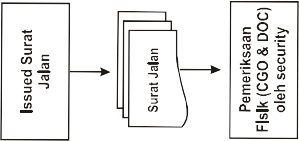 Issued Surat
Jalan
Surat Jalan
Pemeriksaan
Fisik (CGO & DOC)
oleh security